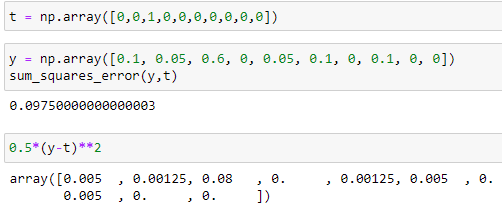 t = np.array([0,0,1,0,0,0,0,0,0,0])
y = np.array([0.1, 0.05, 0.6, 0, 0.05, 0.1, 0, 0.1, 0, 0])
sum_squares_error(y,t)
0.09750000000000003
0.5*(y-t)**2
array([0.005  , 0.00125, 0.08   , 0.     , 0.00125, 0.005  , 0.
       0.005  , 0.     , 0.     ])